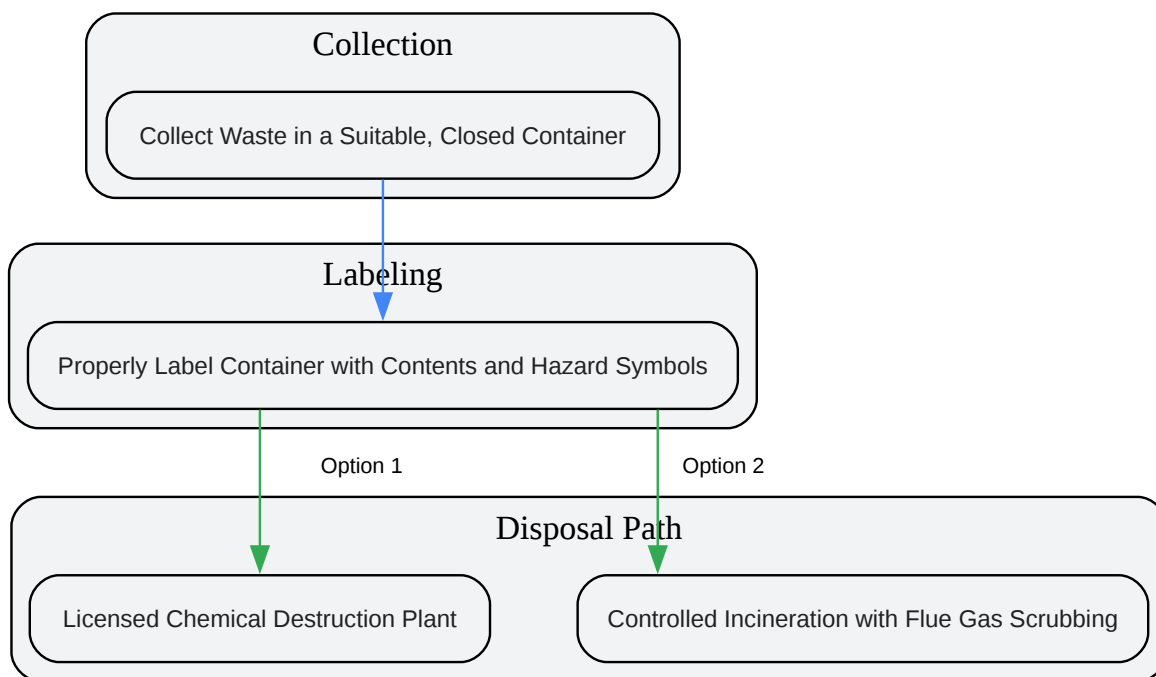 Collection
Collect Waste in a Suitable, Closed Container
Labeling
Properly Label Container with Contents and Hazard Symbols
Option 1
Option 2
Disposal Path
Licensed Chemical Destruction Plant
Controlled Incineration with Flue Gas Scrubbing